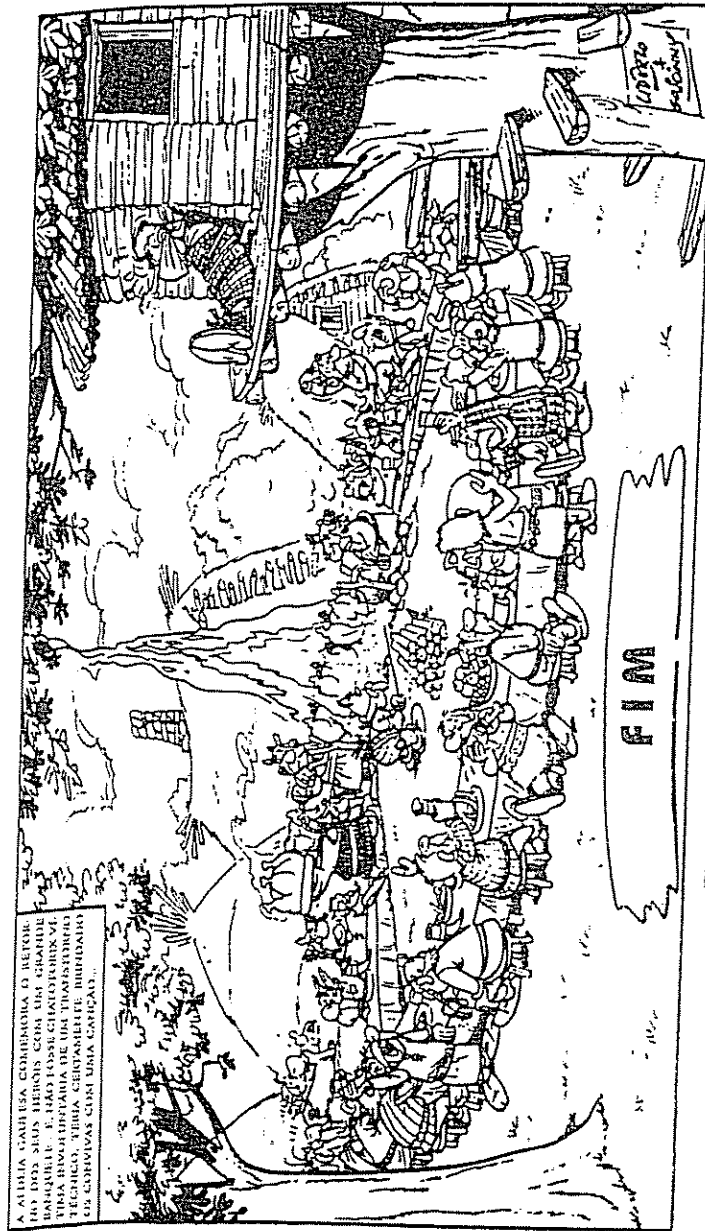 A ALDEIA GAULESA COMEMORA O RETOR-
NO DOS SEUS HERÓIS COM UM GRANDE
BANQUETE. E, NÃO FOSSE CHATOTORIX VÍ-
TIMA INVOLUNTÁRIA DE UM TRANSTORNO
TÉCNICO, TERIA CERTAMENTE BRINDADO
OS CONVIVAS COM UMA CANÇÃO...
FIM
UDERZO
+
GOSCINNY